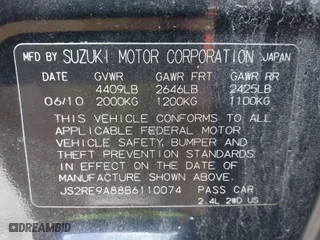 MFD BY SUZUKI MOTOR CORPORATION JAPAN
DATE GVWR GAWR FRT GAWR RR
4409LB 2646LB 2425LB
06/10 2000KG 1200KG 1100KG
THIS VEHICLE CONFORMS TO ALL
APPLICABLE FEDERAL MOTOR
VEHICLE SAFETY, BUMPER AND
THEFT PREVENTION STANDARDS
IN EFFECT ON THE DATE OF
MANUFACTURE SHOWN ABOVE.
JS2RE9A88B6110074 PASS CAR
2.4L 2WD US